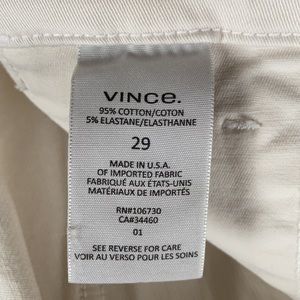 VINCE.
95% COTTON/COTON
5% ELASTANE/ELASTHANNE
29
MADE IN U.S.A.
OF IMPORTED FABRIC
FABRIQUÉ AUX ÉTATS-UNIS
MATÉRIAUX DE IMPORTÉS
RN#106730
CA#34460
01
SEE REVERSE FOR CARE
VOIR AU VERSO POUR LES SOINS